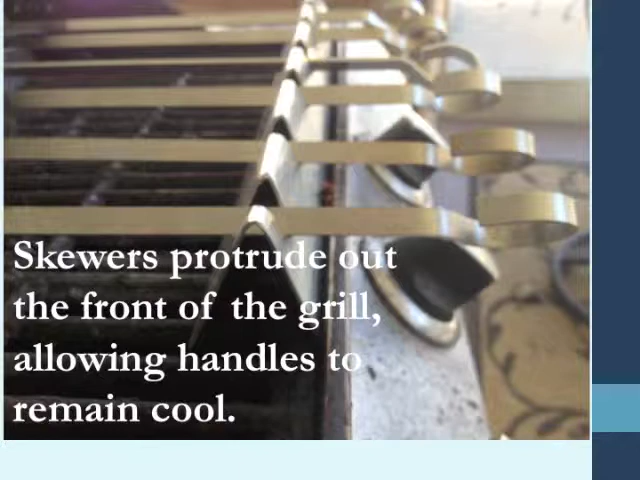 Skewers protrude out
the front of the grill,
allowing handles to
remain cool.